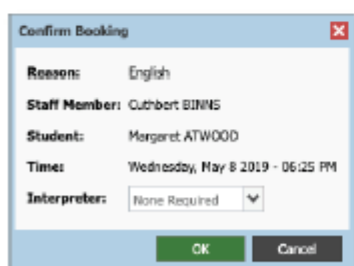 Confirm Booking
Reason: English
Staff Member: Cuthbert BINNS
Student: Margaret ATWOOD
Time: Wednesday, May 8 2019 - 06:25 PM
Interpreter: None Required
OK Cancel